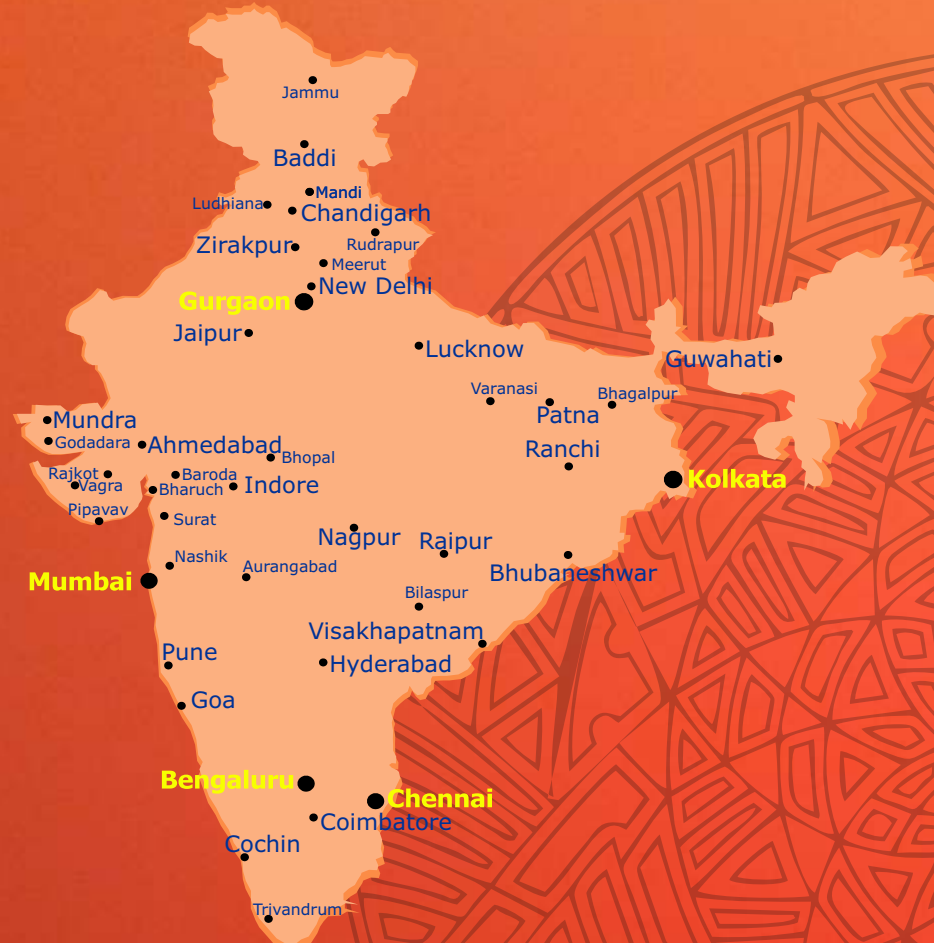 Jammu
Baddi
Mandi
Ludhiana
Chandigarh
Zirakpur
Rudrapur
Meerut
New Delhi
Gurgaon
Jaipur
Lucknow
Guwahati
Varanasi
Bhagalpur
Patna
Mundra
Godadara
Ahmedabad
Bhopal
Ranchi
Rajkot
Vagra
Baroda
Bharuch
Indore
Kolkata
Pipavav
Surat
Nagpur
Raipur
Nashik
Aurangabad
Bhubaneshwar
Mumbai
Bilaspur
Visakhapatnam
Pune
Hyderabad
Goa
Bengaluru
Chennai
Coimbatore
Cochin
Trivandrum